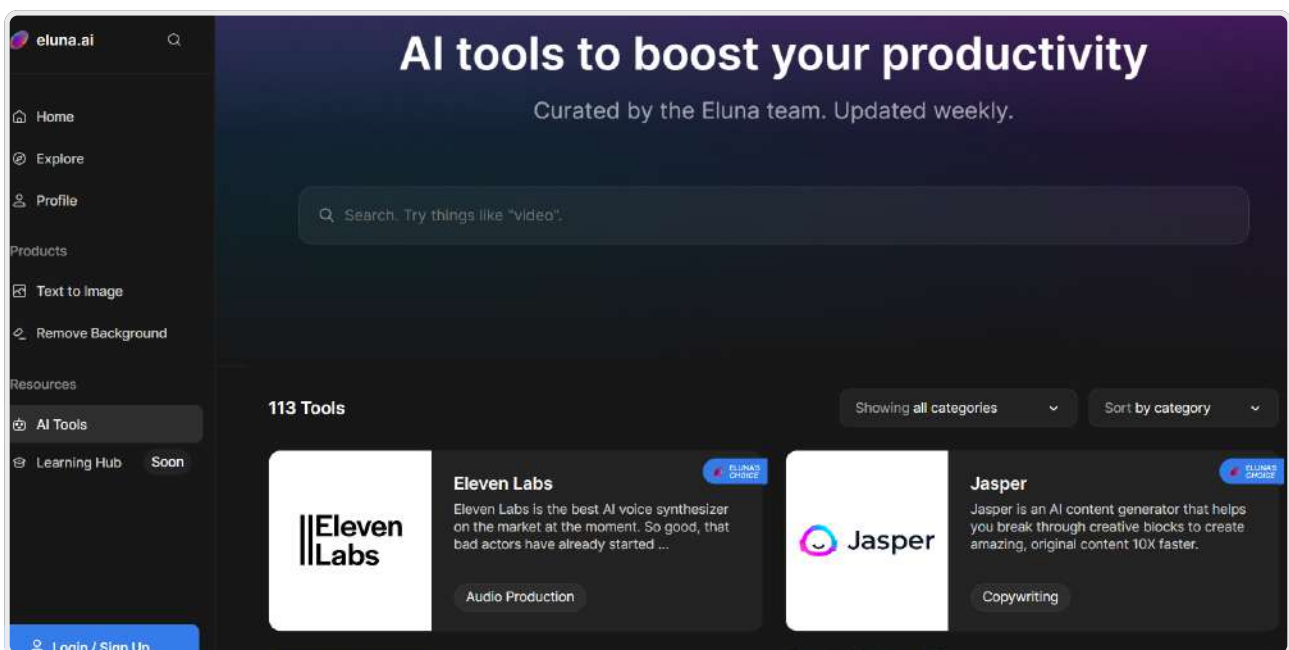 eluna.ai
Home
Explore
Profile
Products
Text to Image
Remove Background
Resources
AI Tools
Learning Hub Soon
Login / Sign Up
AI tools to boost your productivity
Curated by the Eluna team. Updated weekly.
Search. Try things like "video".
113 Tools
Showing all categories
Sort by category
||Eleven
Labs
Eleven Labs
ELUNA'S
CHOICE
Eleven Labs is the best AI voice synthesizer
on the market at the moment. So good, that
bad actors have already started ...
Audio Production
Jasper
Jasper
ELUNA'S
CHOICE
Jasper is an AI content generator that helps
you break through creative blocks to create
amazing, original content 10X faster.
Copywriting